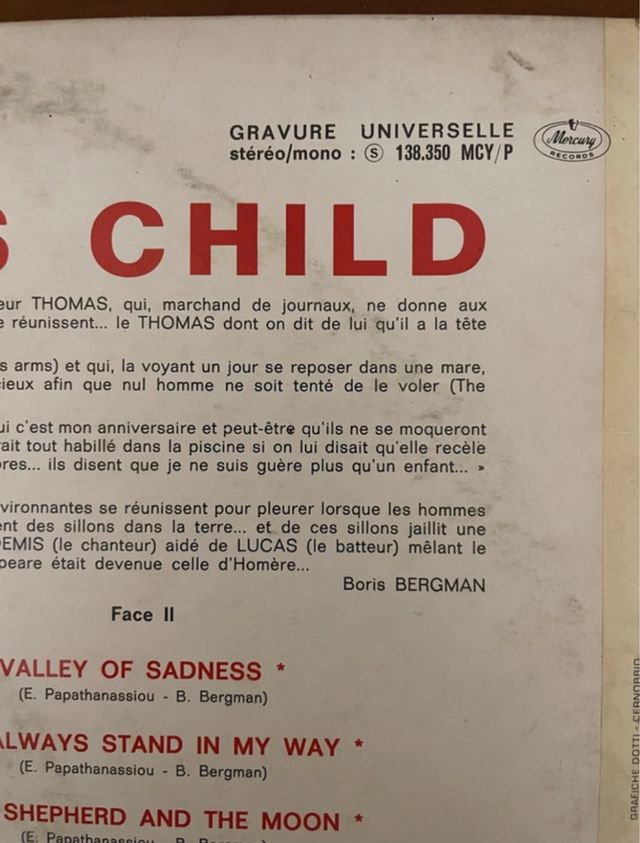 GRAVURE UNIVERSELLE
stéréo/mono : Ⓢ 138.350 MCY/P
Mercury
RECORDS
S CHILD
eur THOMAS, qui, marchand de journaux, ne donne aux
e réunissent... le THOMAS dont on dit de lui qu'il a la tête
s arms) et qui, la voyant un jour se reposer dans une mare,
cieux afin que nul homme ne soit tenté de le voler (The
ui c'est mon anniversaire et peut-être qu'ils ne se moqueront
ait tout habillé dans la piscine si on lui disait qu'elle recèle
ores... ils disent que je ne suis guère plus qu'un enfant... »
vironnantes se réunissent pour pleurer lorsque les hommes
ent des sillons dans la terre... et de ces sillons jaillit une
DEMIS (le chanteur) aidé de LUCAS (le batteur) mêlant le
peare était devenue celle d'Homère...
Boris BERGMAN
Face II
VALLEY OF SADNESS *
(E. Papathanassiou - B. Bergman)
ALWAYS STAND IN MY WAY *
(E. Papathanassiou - B. Bergman)
SHEPHERD AND THE MOON *
(E. Papathanassiou - B. Bergman)
GRAFICHE DOTTI - CERNOBBIO